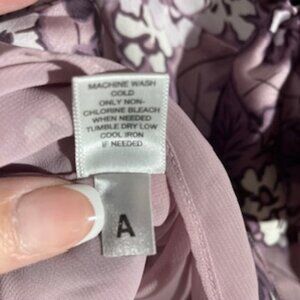 MACHINE WASH
COLD
ONLY NON-
CHLORINE BLEACH
WHEN NEEDED
TUMBLE DRY LOW
COOL IRON
IF NEEDED
A